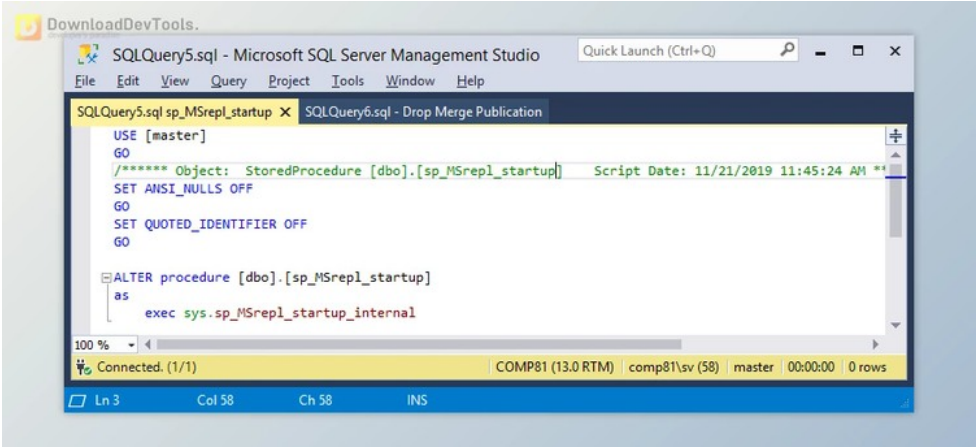 DownloadDevTools.
SQLQuery5.sql - Microsoft SQL Server Management Studio
Quick Launch (Ctrl+Q)
File Edit View Query Project Tools Window Help
SQLQuery5.sql sp_MSrepl_startup SQLQuery6.sql - Drop Merge Publication
USE [master]
GO
/****** Object:  StoredProcedure [dbo].[sp_MSrepl_startup]    Script Date: 11/21/2019 11:45:24 AM **
SET ANSI_NULLS OFF
GO
SET QUOTED_IDENTIFIER OFF
GO
ALTER procedure [dbo].[sp_MSrepl_startup]
as
exec sys.sp_MSrepl_startup_internal
100 %
Connected. (1/1) COMP81 (13.0 RTM) comp81\sv (58) master 00:00:00 0 rows
Ln 3 Col 58 Ch 58 INS